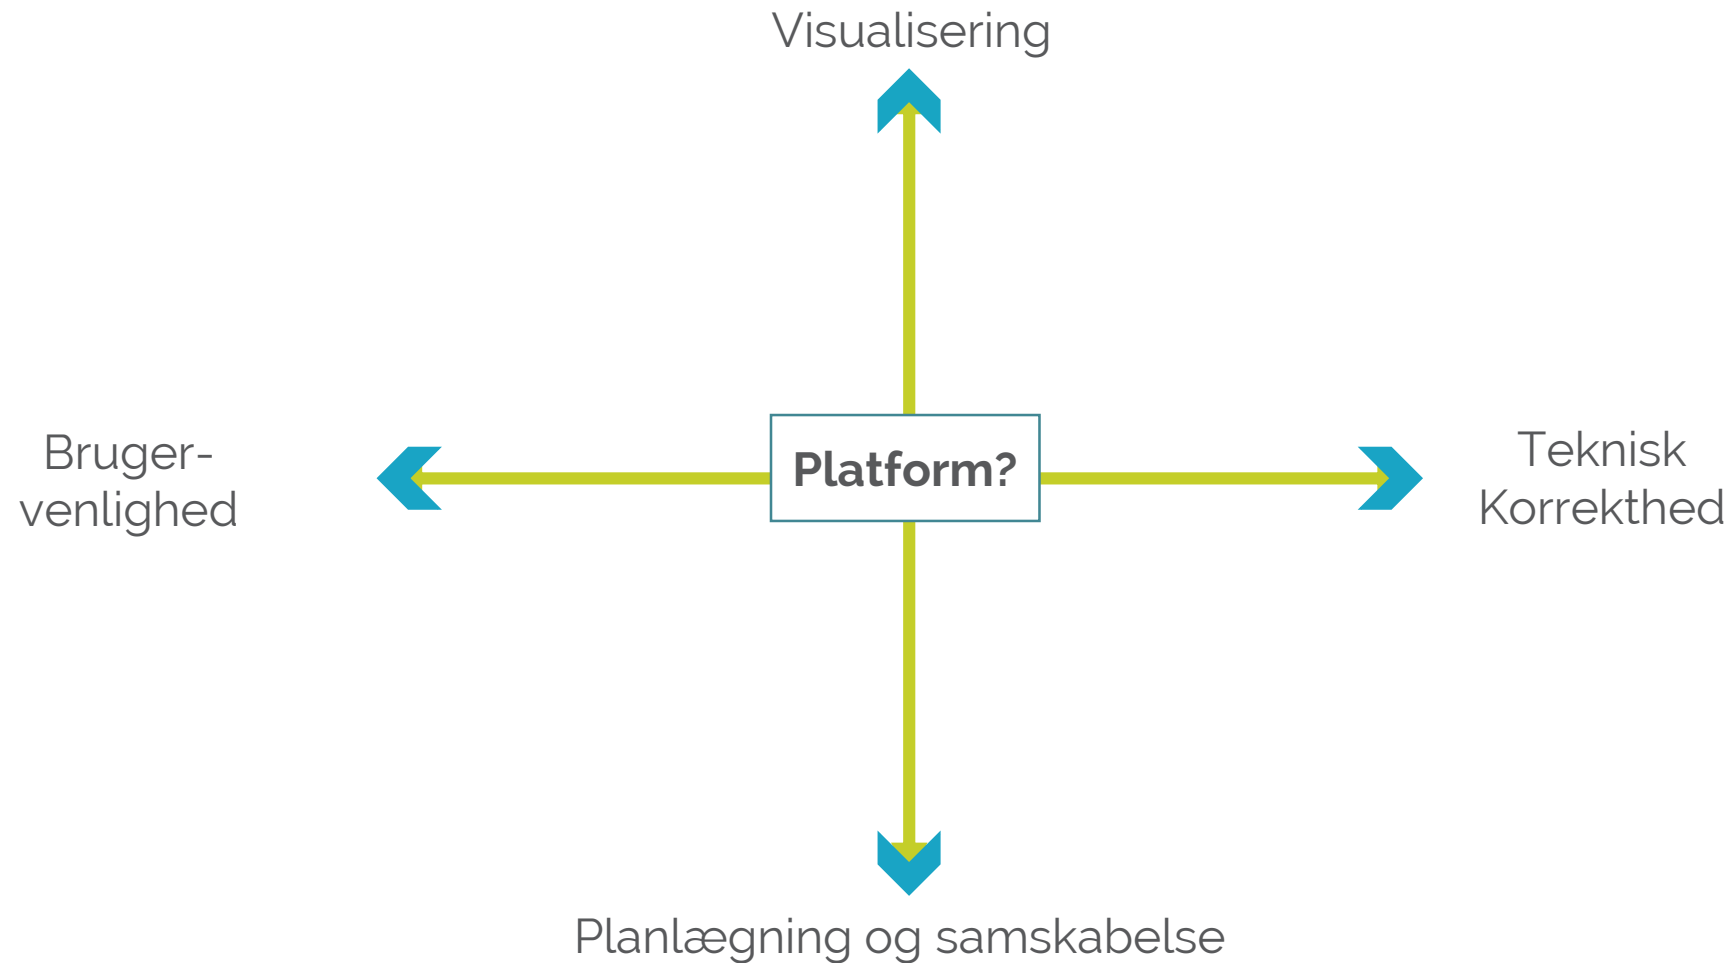 Visualisering
Bruger-
venlighed
Platform?
Teknisk
Korrekthed
Planlægning og samskabelse